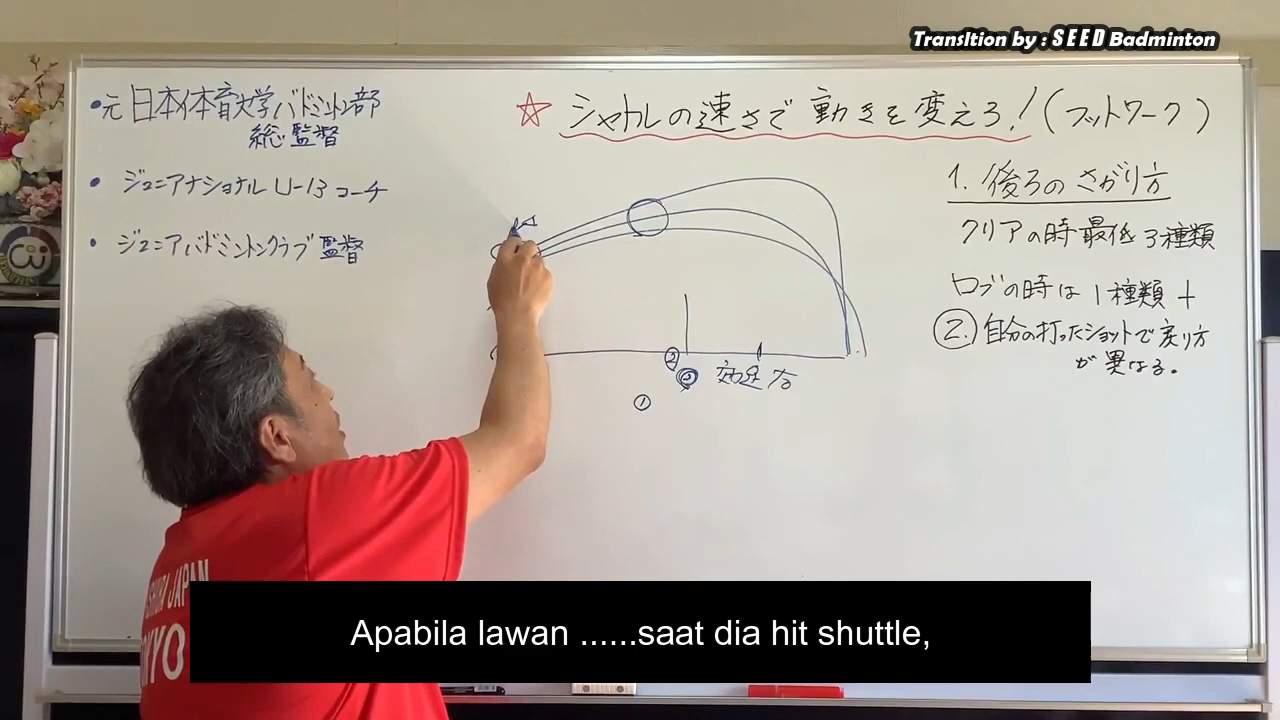 Transltion by : SEED Badminton
•元 日本体育大学バドミントン部
総監督
• ジュニアナショナル U-13 コーチ
• ジュニアバドミントンクラブ 監督
☆ シャトルの速さで動きを変えろ!(フットワーク)
1. 後ろのさがり方
クリアの時最低3種類
ロブの時は1種類+
②. 自分の打ったショットで戻り方
が異なる.
②
③
①
JAPAN
Apabila lawan ......saat dia hit shuttle,